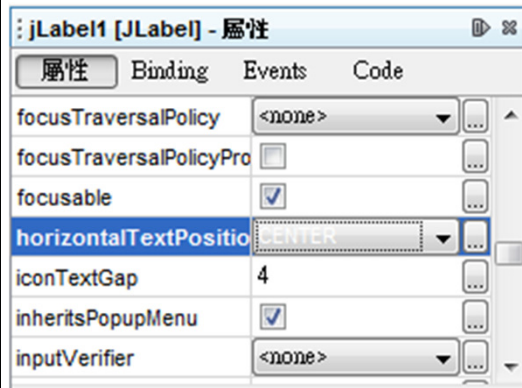 jLabel1 [JLabel] - 屬性
屬性 Binding Events Code
focusTraversalPolicy <none> ...
focusTraversalPolicyPro ...
focusable ...
horizontalTextPositio CENTER ...
iconTextGap 4 ...
inheritsPopupMenu ...
inputVerifier <none> ...